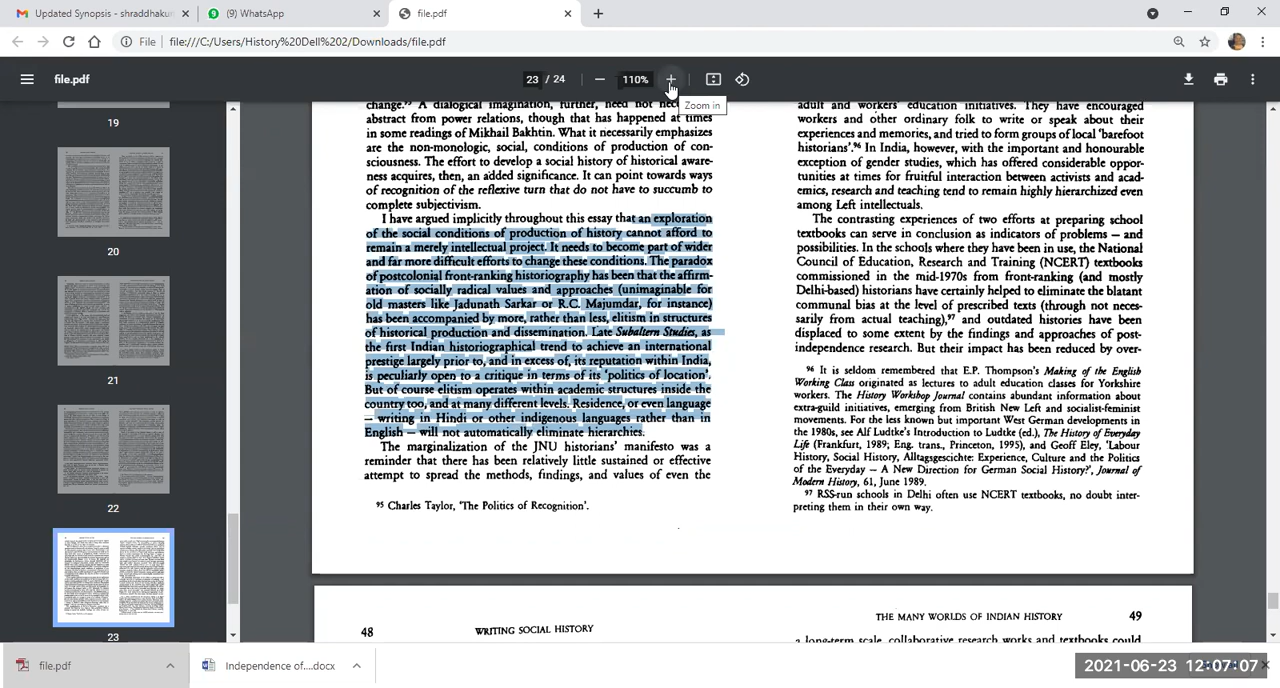 Updated Synopsis - shraddhakum
(9) WhatsApp
file.pdf
File
file:///C:/Users/History%20Dell%202/Downloads/file.pdf
file.pdf
23 / 24
110%
Zoom in
19
20
21
22
23
change.⁹⁵ A dialogical imagination, further, need not
abstract from power relations, though that has happened at times
in some readings of Mikhail Bakhtin. What it necessarily emphasizes
are the non-monologic, social, conditions of production of con-
sciousness. The effort to develop a social history of historical aware-
ness acquires, then, an added significance. It can point towards ways
of recognition of the reflexive turn that do not have to succumb to
complete subjectivism.
I have argued implicitly throughout this essay that an exploration
of the social conditions of production of history cannot afford to
remain a merely intellectual project. It needs to become part of wider
and far more difficult efforts to change these conditions. The paradox
of postcolonial front-ranking historiography has been that the affirm-
ation of socially radical values and approaches (unimaginable for
old masters like Jadunath Sarkar or R.C. Majumdar, for instance)
has been accompanied by more, rather than less, elitism in structures
of historical production and dissemination. Late Subaltern Studies, as
the first Indian historiographical trend to achieve an international
prestige largely prior to, and in excess of, its reputation within India,
is peculiarly open to a critique in terms of its 'politics of location'.
But of course elitism operates within academic structures inside the
country too, and at many different levels. Residence, or even language
— writing in Hindi or other indigenous languages rather than in
English — will not automatically eliminate hierarchies.
The marginalization of the JNU historians' manifesto was a
reminder that there has been relatively little sustained or effective
attempt to spread the methods, findings, and values of even the
⁹⁵ Charles Taylor, 'The Politics of Recognition'.
adult and workers' education initiatives. They have encouraged
workers and other ordinary folk to write or speak about their
experiences and memories, and tried to form groups of local 'barefoot
historians'.⁹⁶ In India, however, with the important and honourable
exception of gender studies, which has offered considerable oppor-
tunities at times for fruitful interaction between activists and acad-
emics, research and teaching tend to remain highly hierarchized even
among Left intellectuals.
The contrasting experiences of two efforts at preparing school
textbooks can serve in conclusion as indicators of problems — and
possibilities. In the schools where they have been in use, the National
Council of Education, Research and Training (NCERT) textbooks
commissioned in the mid-1970s from front-ranking (and mostly
Delhi-based) historians have certainly helped to eliminate the blatant
communal bias at the level of prescribed texts (through not neces-
sarily from actual teaching),⁹⁷ and outdated histories have been
displaced to some extent by the findings and approaches of post-
independence research. But their impact has been reduced by over-
⁹⁶ It is seldom remembered that E.P. Thompson's Making of the English
Working Class originated as lectures to adult education classes for Yorkshire
workers. The History Workshop Journal contains abundant information about
extra-guild initiatives, emerging from British New Left and socialist-feminist
movements. For the less known but important West German developments in
the 1980s, see Alf Ludtke's Introduction to Ludtke (ed.), The History of Everyday
Life (Frankfurt, 1989; Eng. trans., Princeton, 1995), and Geoff Eley, 'Labour
History, Social History, Alltagsgeschichte: Experience, Culture and the Politics
of the Everyday — A New Direction for German Social History?', Journal of
Modern History, 61, June 1989.
⁹⁷ RSS-run schools in Delhi often use NCERT textbooks, no doubt inter-
preting them in their own way.
48
WRITING SOCIAL HISTORY
THE MANY WORLDS OF INDIAN HISTORY
49
a long-term scale, collaborative research works and textbooks could
file.pdf
Independence of....docx
2021-06-23 12:07:07